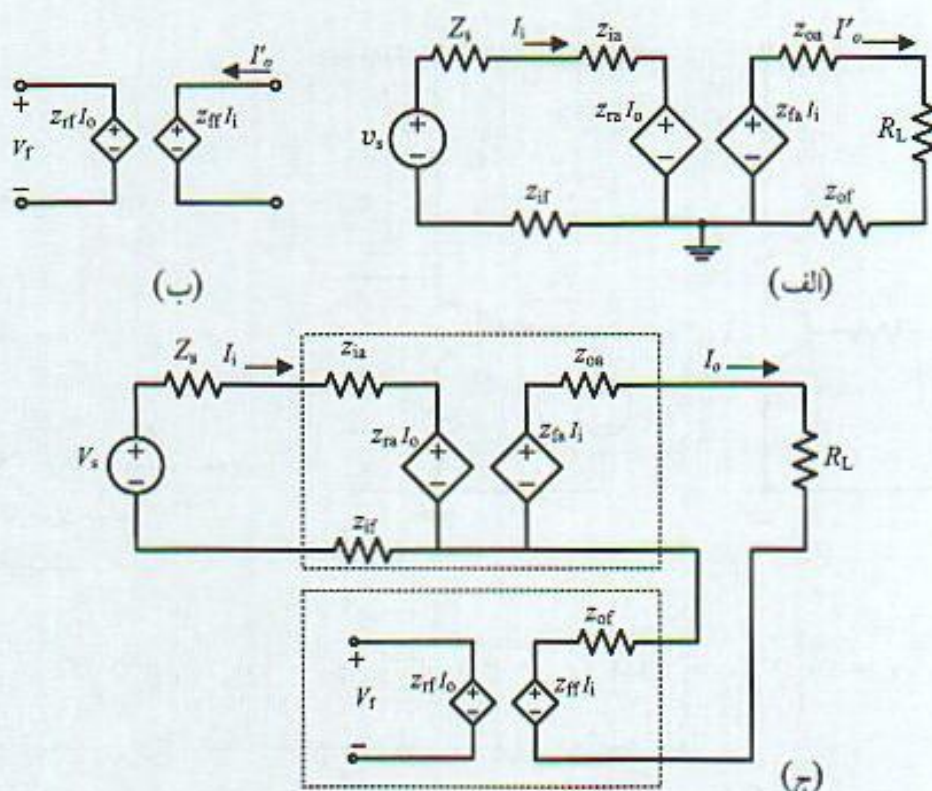 I'o
+
Vf
−
zrf Io
zff Ii
(ب)
Zs
Ii
zia
zoa
I'o
vs
zra Io
zfa Ii
RL
zif
zof
(الف)
Zs
Ii
zia
zoa
Io
Vs
zra Io
zfa Ii
RL
zif
zof
+
Vf
−
zrf Io
zff Ii
(ج)